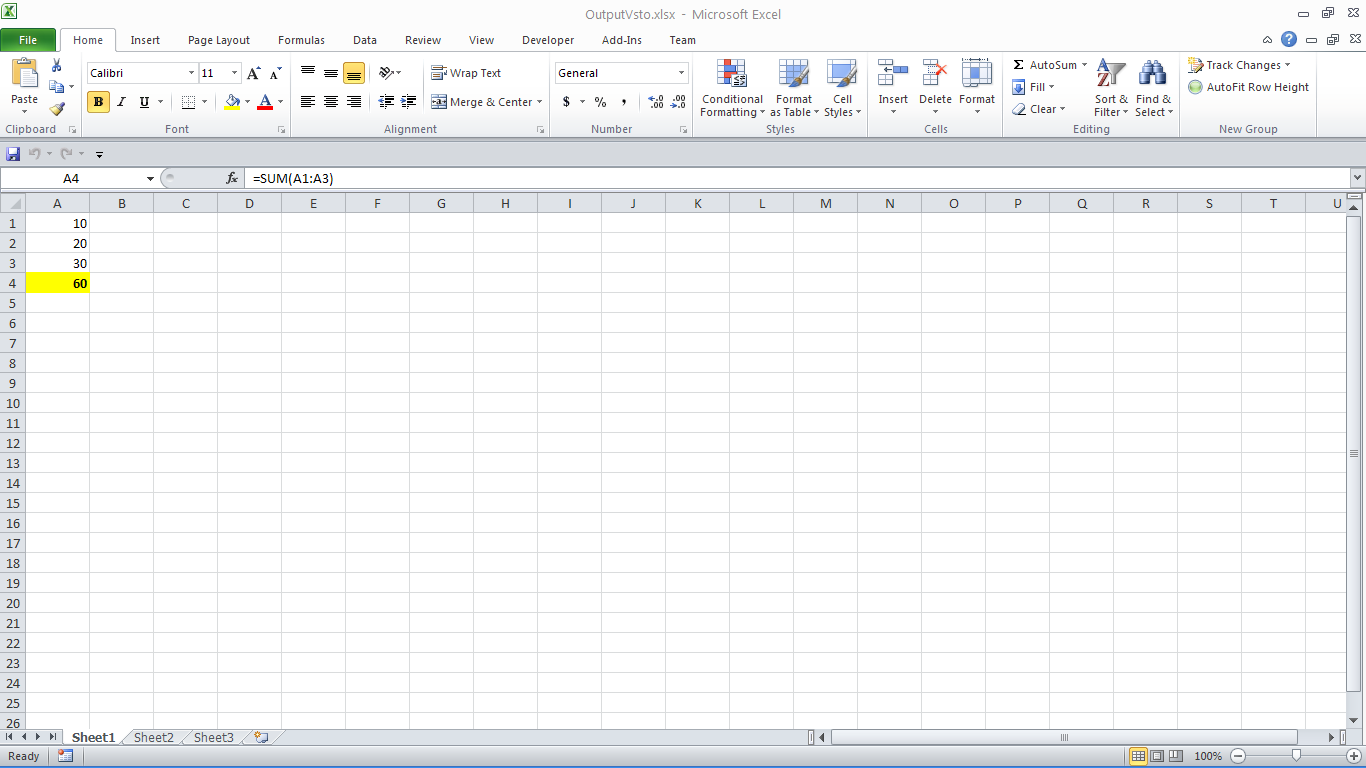 OutputVsto.xlsx - Microsoft Excel
File Home Insert Page Layout Formulas Data Review View Developer Add-Ins Team
Calibri 11 Wrap Text General AutoSum Track Changes
Paste Conditional Formatting Format as Table Cell Styles Insert Delete Format Fill Sort & Filter Find & Select AutoFit Row Height
B I U Merge & Center $ % , .00 .0 Clear
Clipboard Font Alignment Number Styles Cells Editing New Group
A4 fx =SUM(A1:A3)
A B C D E F G H I J K L M N O P Q R S T U
1 10
2 20
3 30
4 60
5
6
7
8
9
10
11
12
13
14
15
16
17
18
19
20
21
22
23
24
25
26
Sheet1 Sheet2 Sheet3
Ready 100%